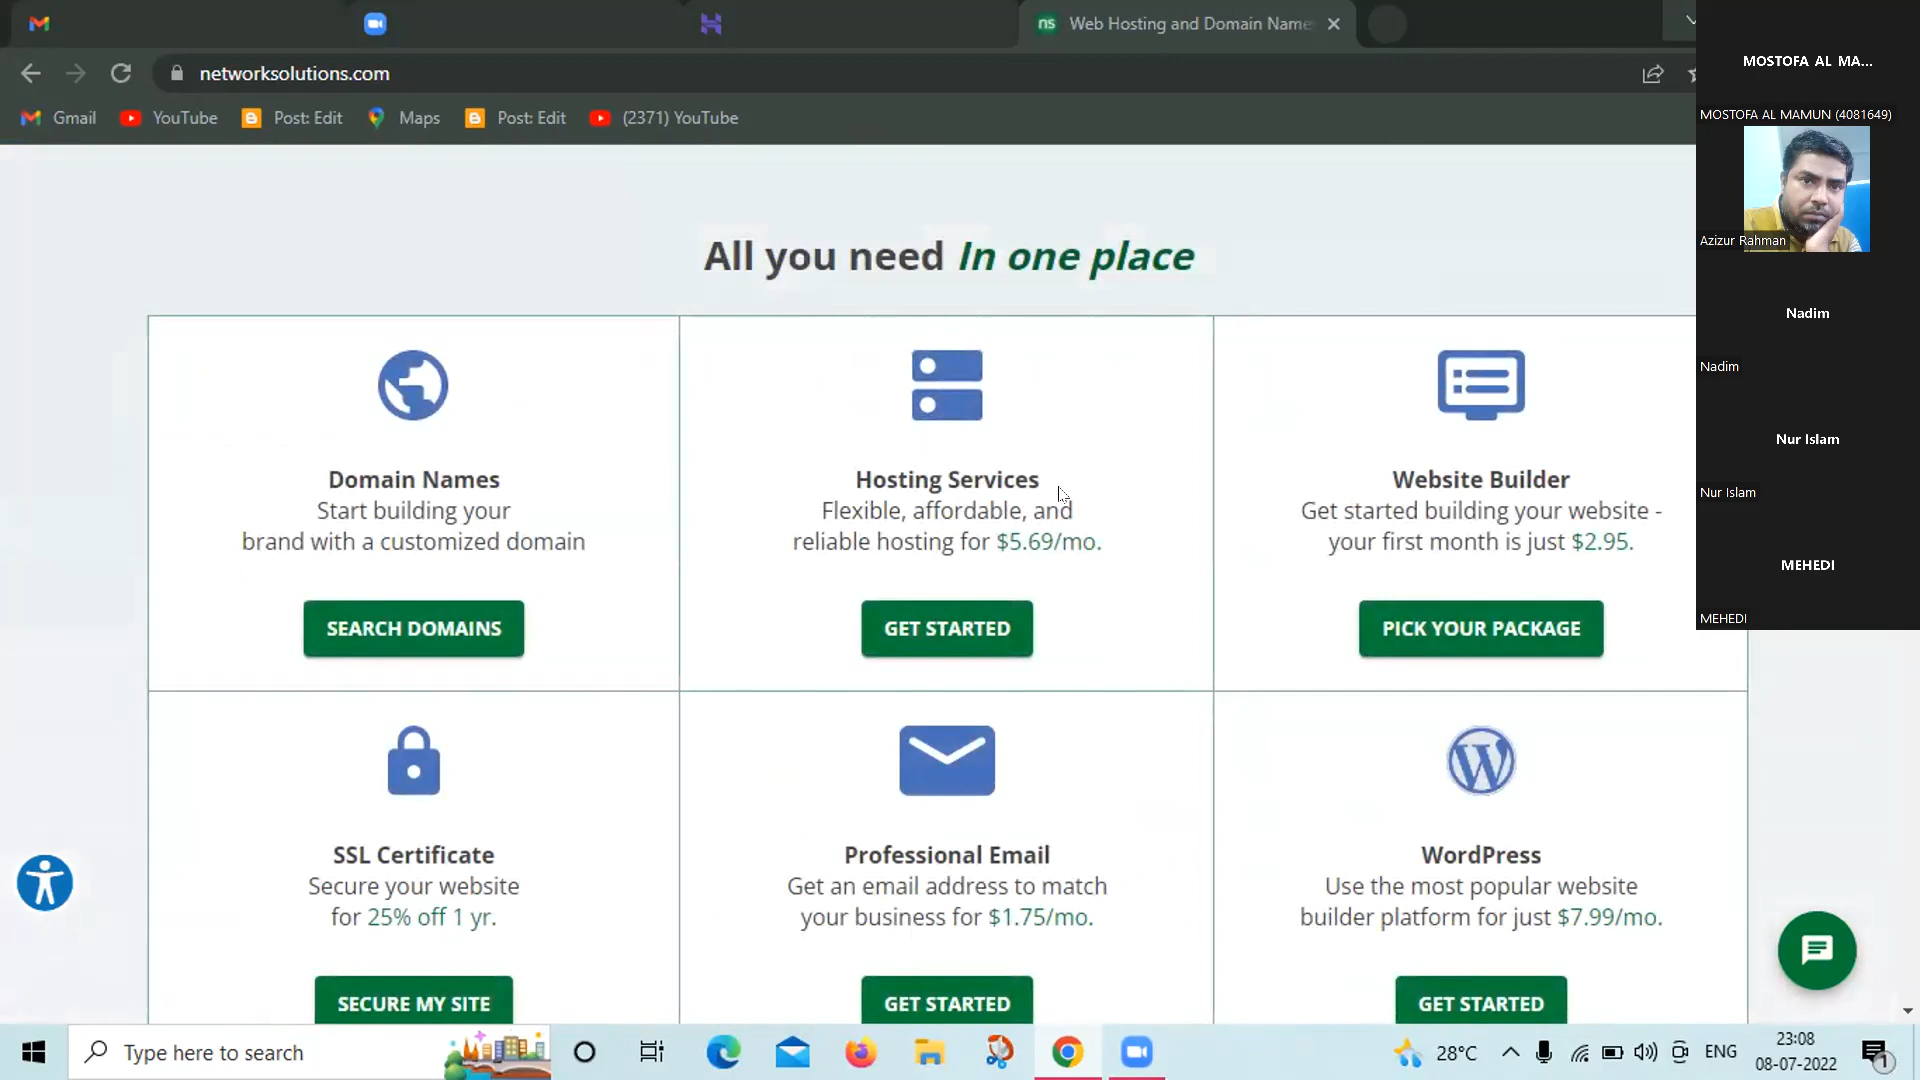 ns Web Hosting and Domain Name
networksolutions.com
Gmail YouTube Post: Edit Maps Post: Edit (2371) YouTube
MOSTOFA AL MA...
MOSTOFA AL MAMUN (4081649)
Azizur Rahman
Nadim
Nadim
Nur Islam
Nur Islam
MEHEDI
MEHEDI
All you need In one place
Domain Names
Start building your
brand with a customized domain
SEARCH DOMAINS
Hosting Services
Flexible, affordable, and
reliable hosting for $5.69/mo.
GET STARTED
Website Builder
Get started building your website -
your first month is just $2.95.
PICK YOUR PACKAGE
SSL Certificate
Secure your website
for 25% off 1 yr.
SECURE MY SITE
Professional Email
Get an email address to match
your business for $1.75/mo.
GET STARTED
WordPress
Use the most popular website
builder platform for just $7.99/mo.
GET STARTED
Type here to search
28°C
ENG
23:08
08-07-2022
1